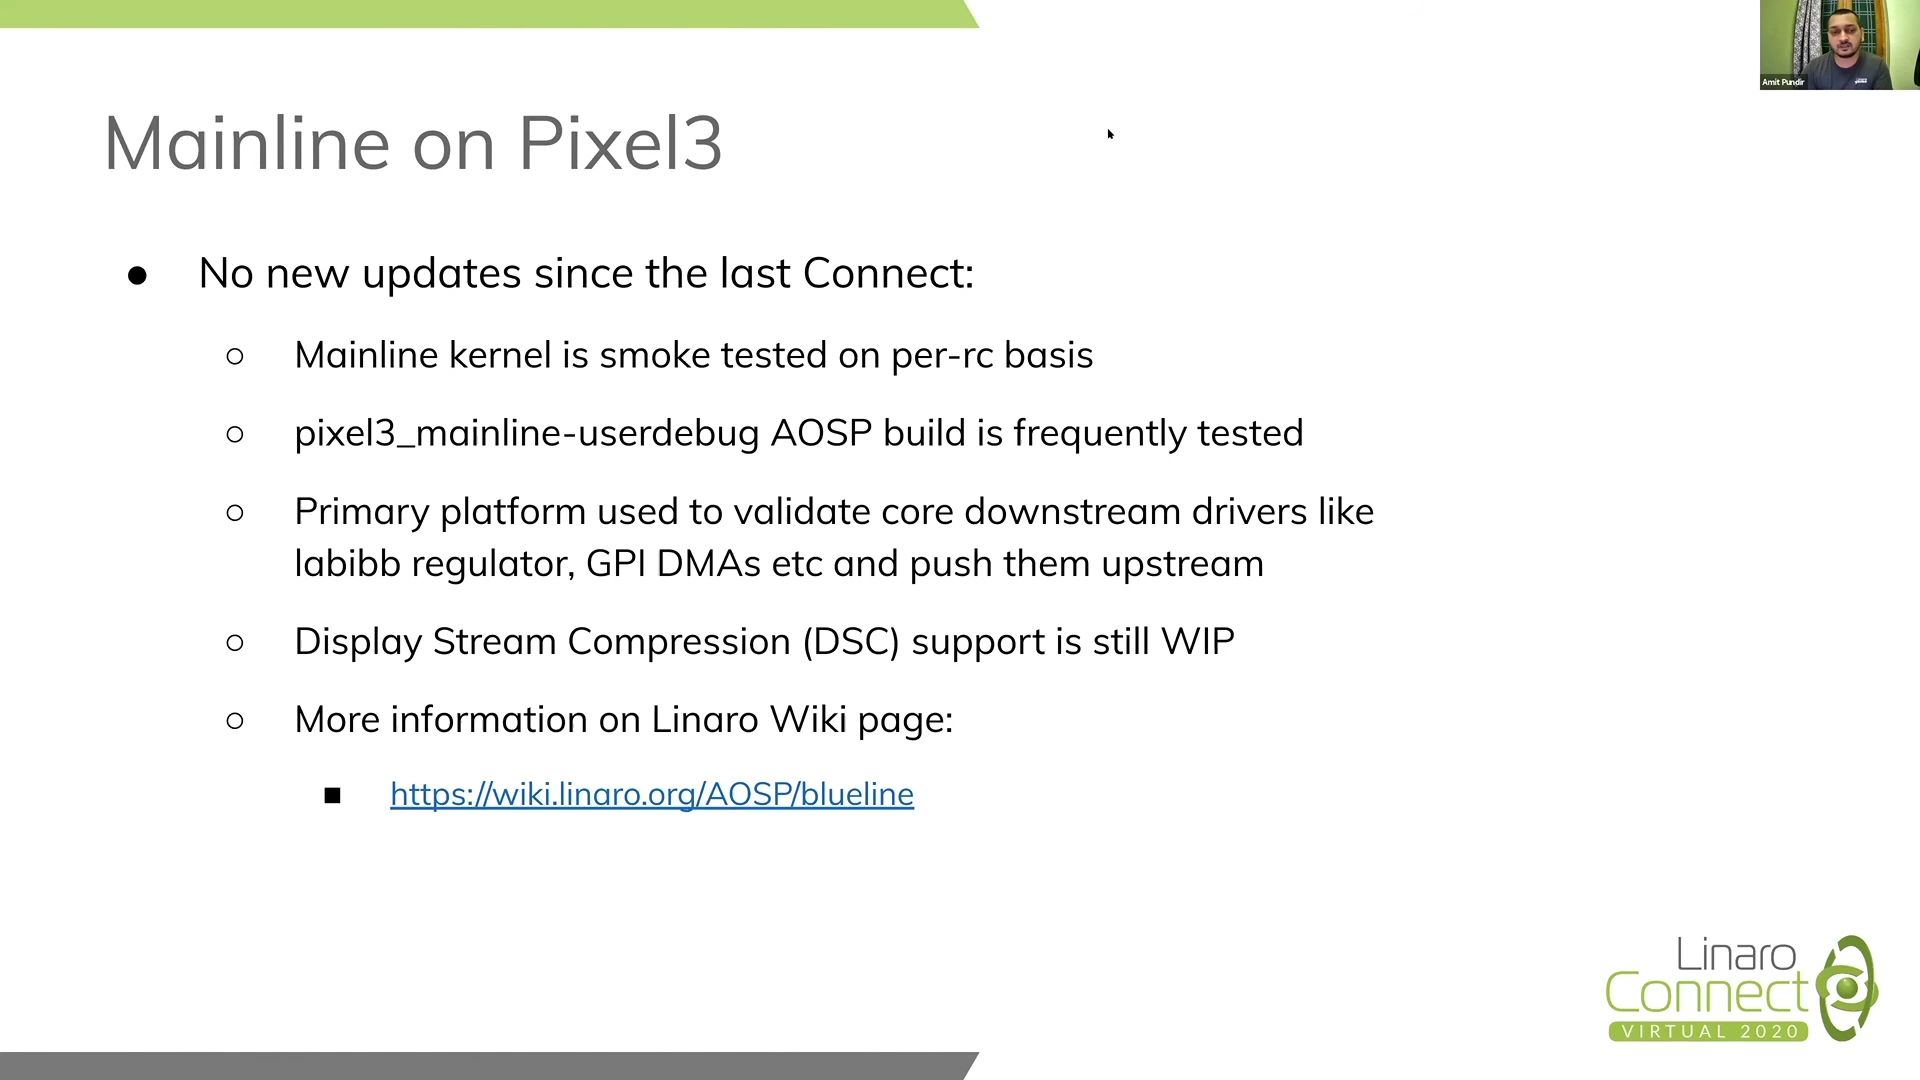 Amit Pundir
Mainline on Pixel3
● No new updates since the last Connect:
○ Mainline kernel is smoke tested on per-rc basis
○ pixel3_mainline-userdebug AOSP build is frequently tested
○ Primary platform used to validate core downstream drivers like
labibb regulator, GPI DMAs etc and push them upstream
○ Display Stream Compression (DSC) support is still WIP
○ More information on Linaro Wiki page:
■ https://wiki.linaro.org/AOSP/blueline
Linaro
Connect
VIRTUAL 2020